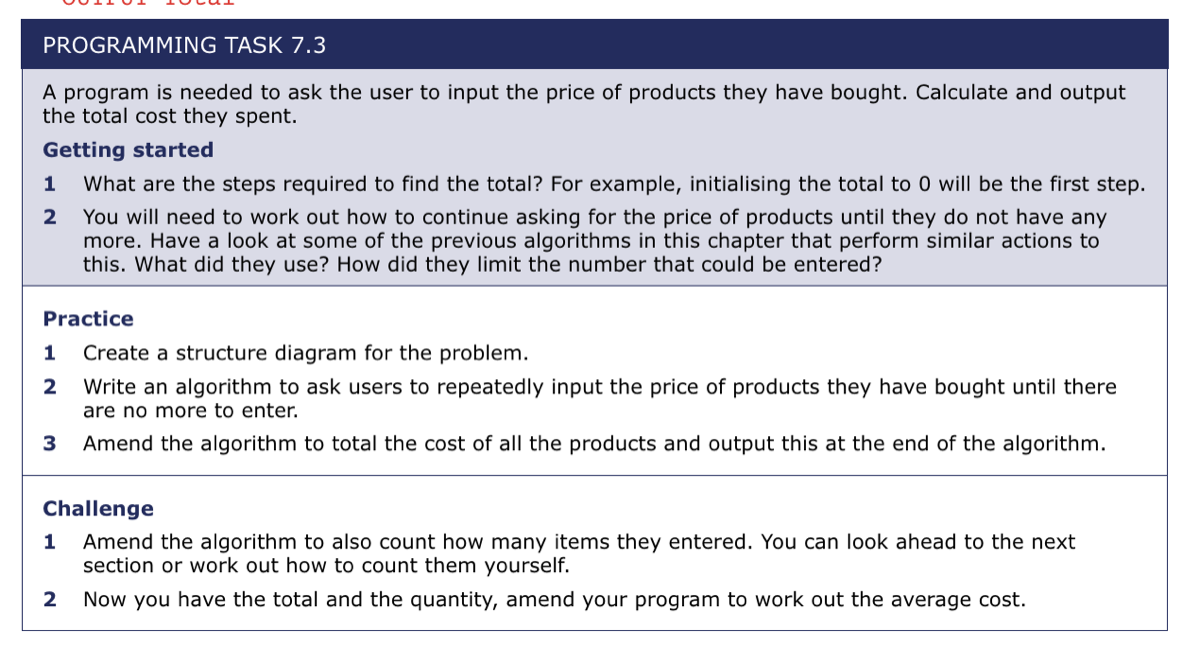 OUTPUT Total
PROGRAMMING TASK 7.3
A program is needed to ask the user to input the price of products they have bought. Calculate and output
the total cost they spent.
Getting started
1 What are the steps required to find the total? For example, initialising the total to 0 will be the first step.
2 You will need to work out how to continue asking for the price of products until they do not have any
more. Have a look at some of the previous algorithms in this chapter that perform similar actions to
this. What did they use? How did they limit the number that could be entered?
Practice
1 Create a structure diagram for the problem.
2 Write an algorithm to ask users to repeatedly input the price of products they have bought until there
are no more to enter.
3 Amend the algorithm to total the cost of all the products and output this at the end of the algorithm.
Challenge
1 Amend the algorithm to also count how many items they entered. You can look ahead to the next
section or work out how to count them yourself.
2 Now you have the total and the quantity, amend your program to work out the average cost.